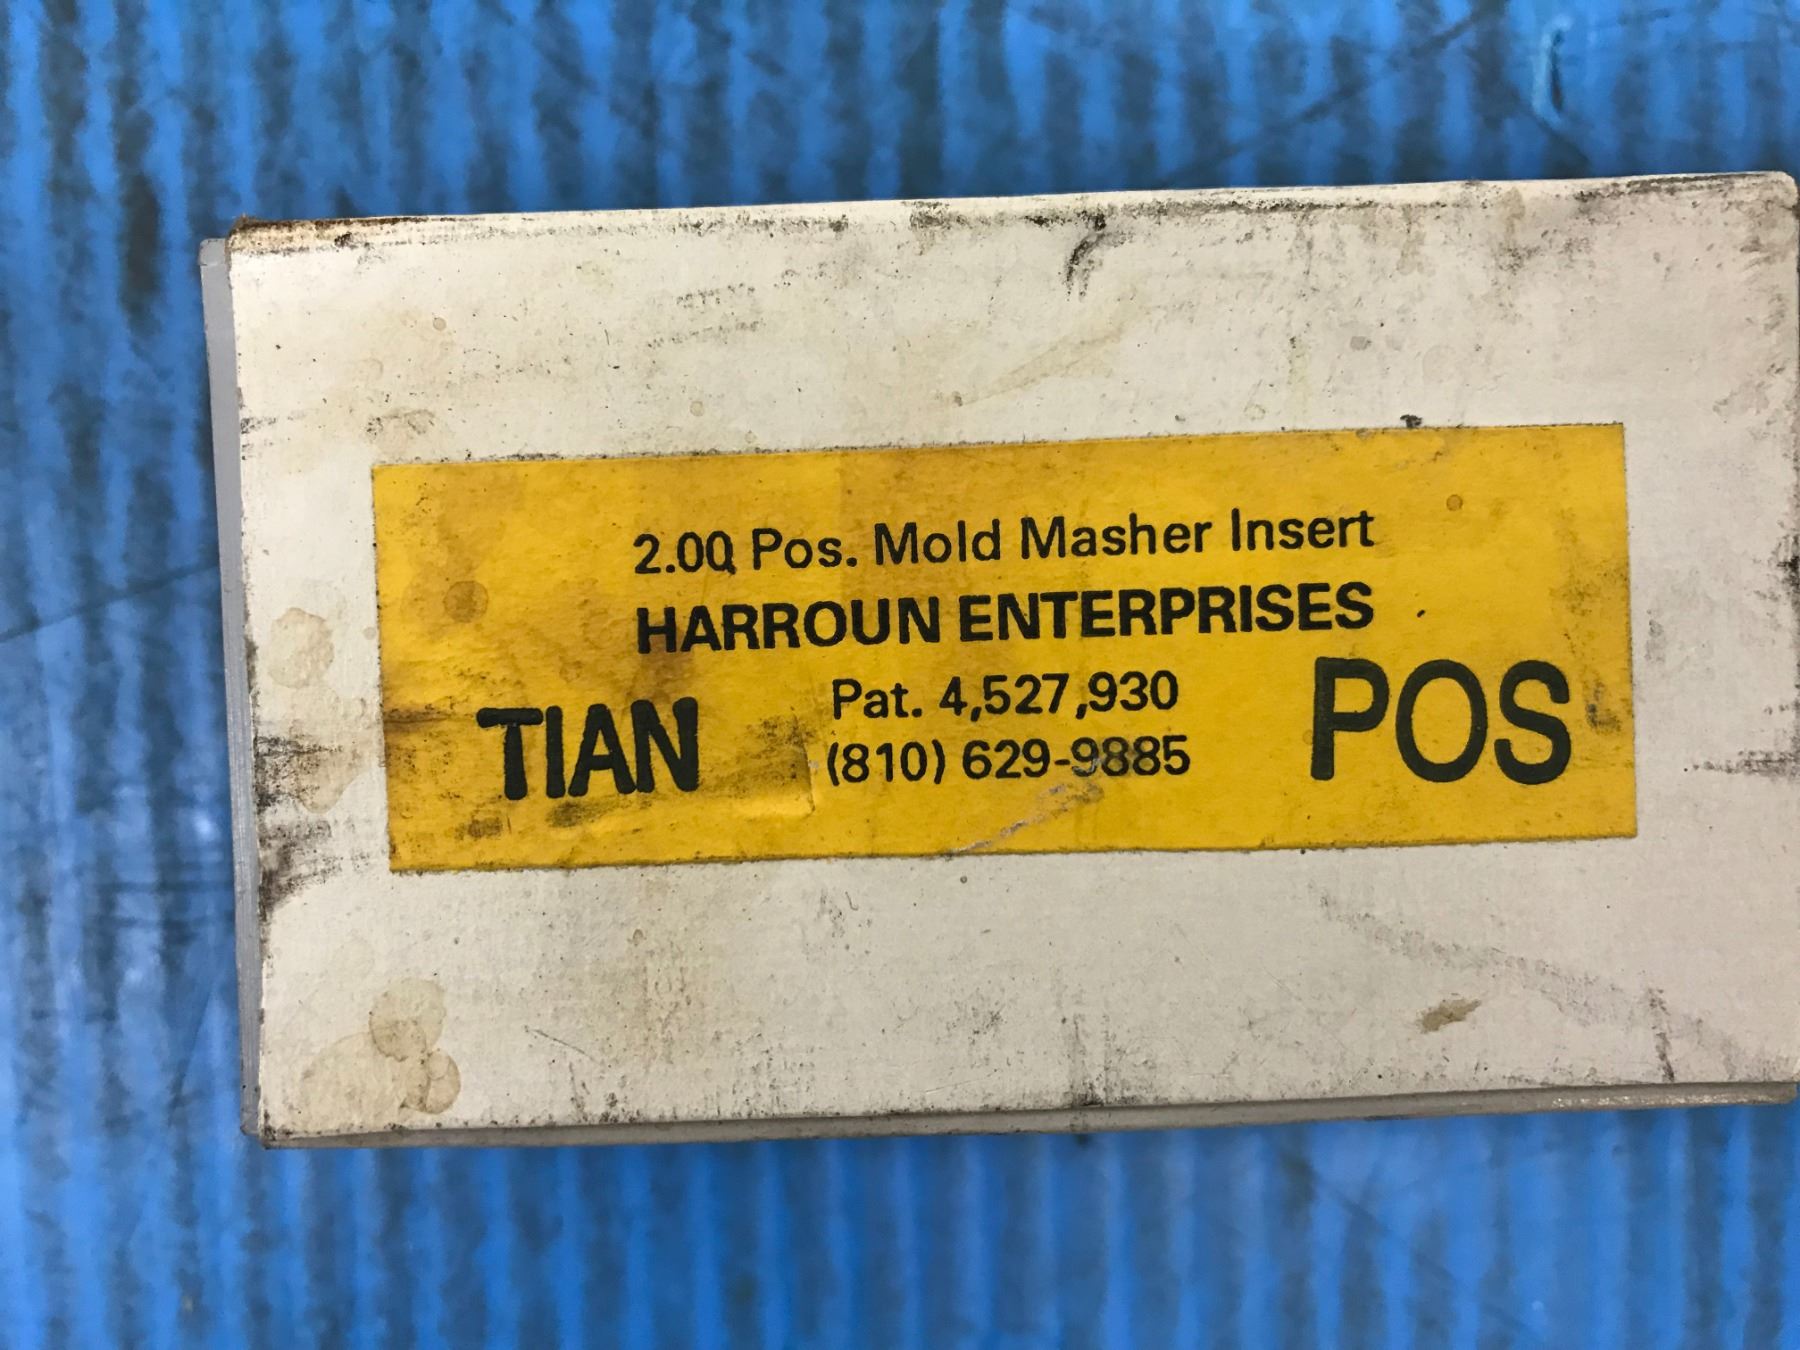 2.00 Pos. Mold Masher Insert
HARROUN ENTERPRISES
TIAN Pat. 4,527,930 POS
(810) 629-9885